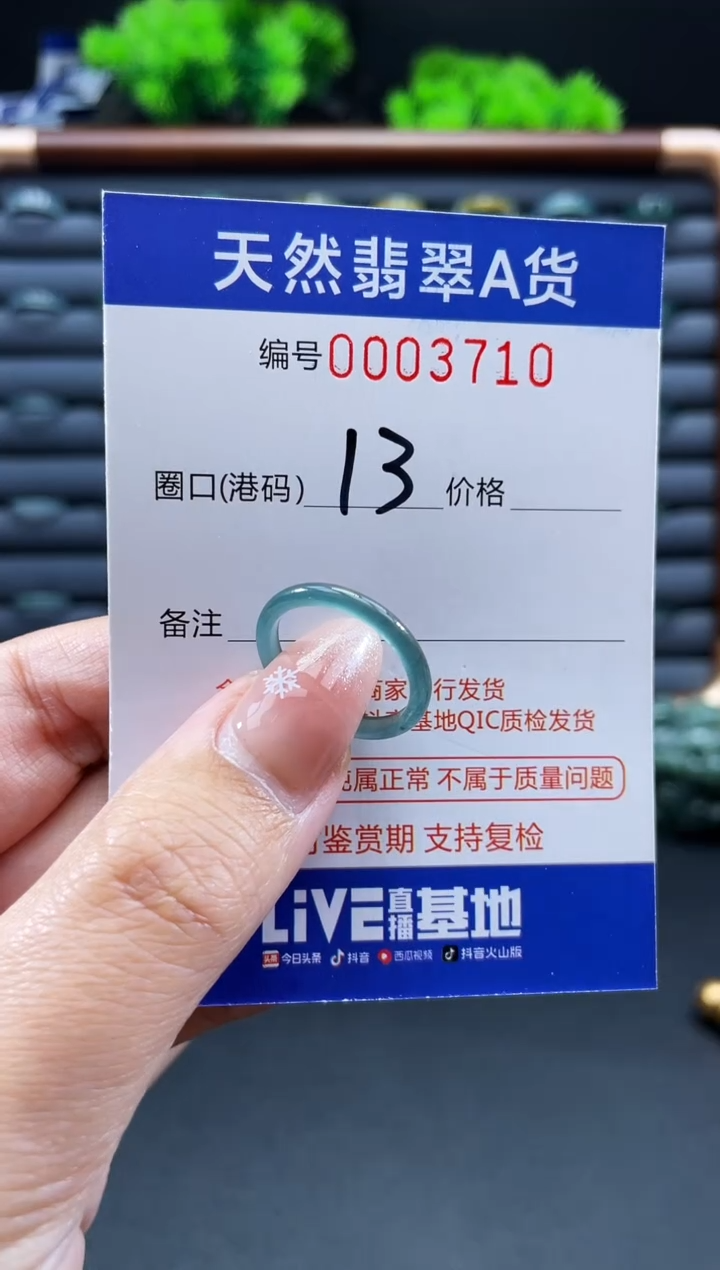 天然翡翠A货
编号0003710
圈口(港码) 13 价格
备注
商家 行发货
基地QIC质检发货
属正常 不属于质量问题
鉴赏期 支持复检
LiVE直播基地
头条 今日头条 抖音 西瓜视频 抖音火山版